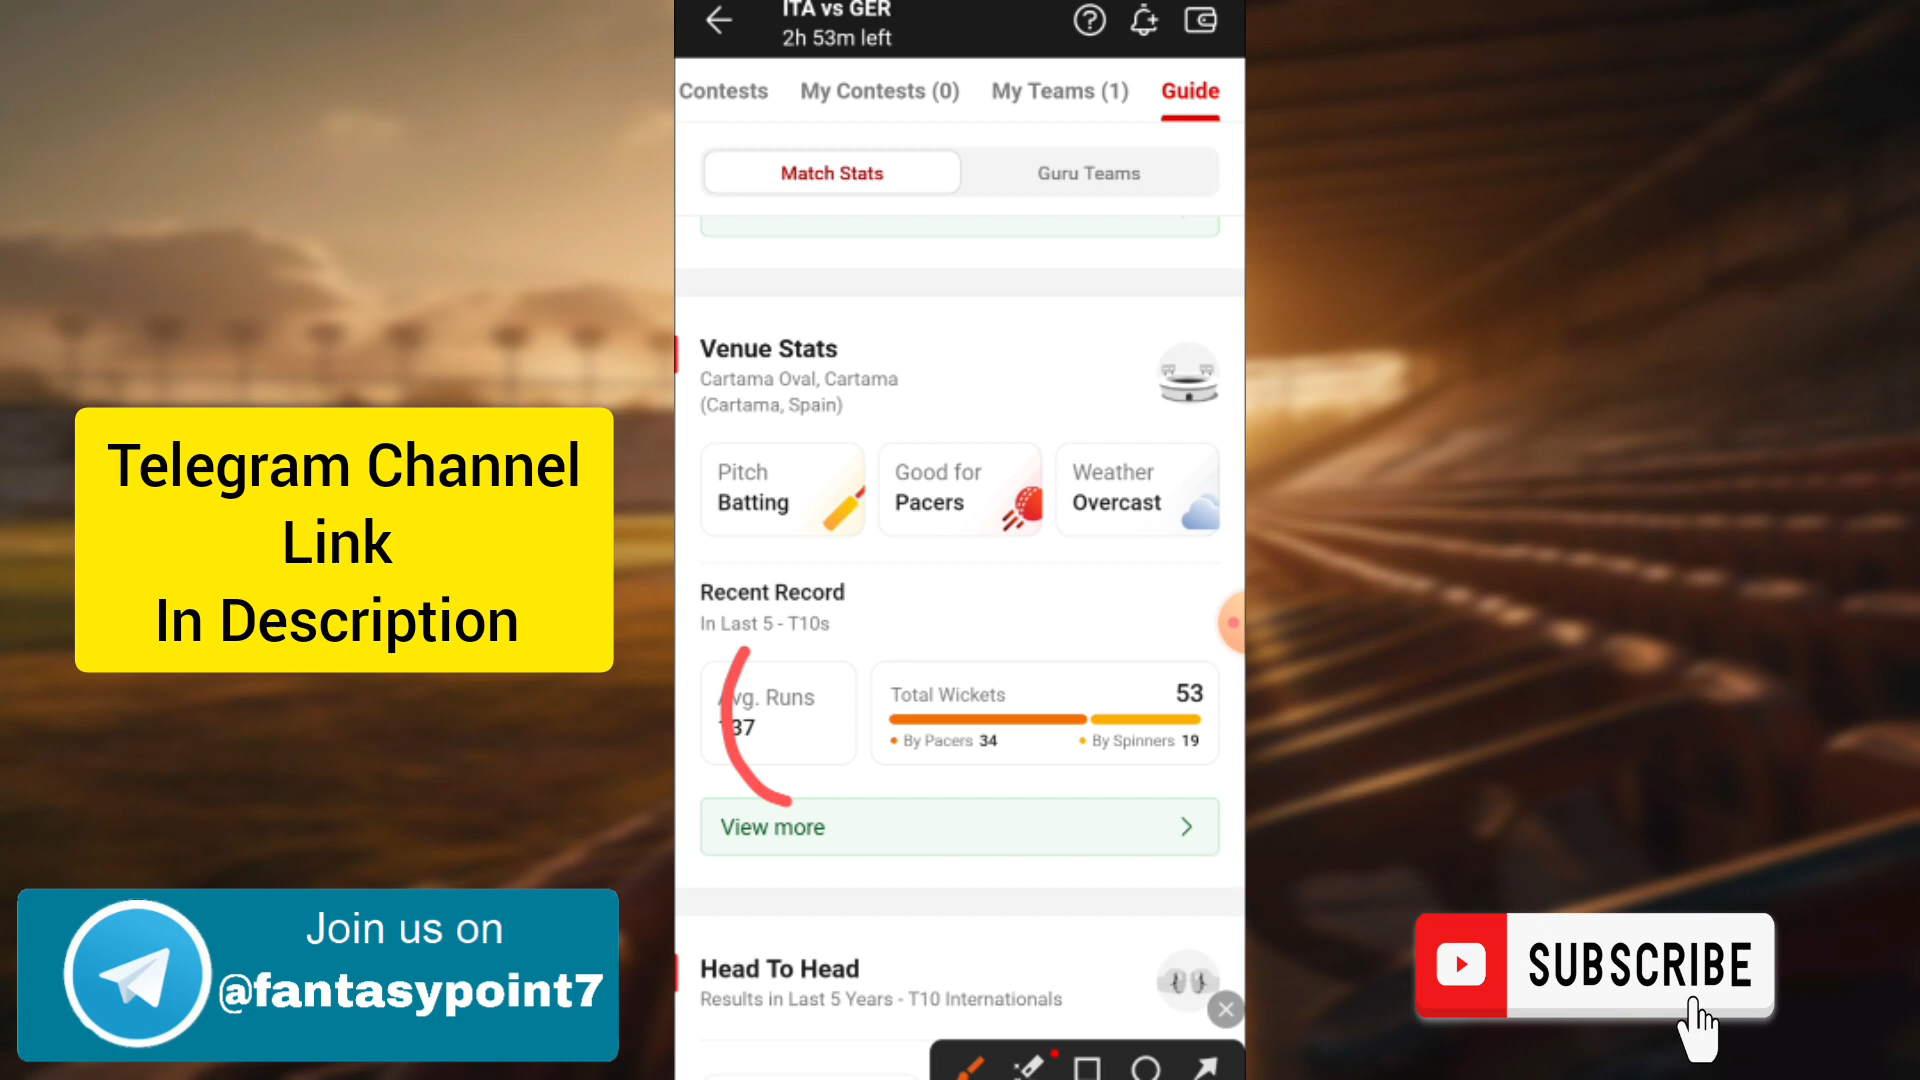 ITA vs GER
2h 53m left
Contests My Contests (0) My Teams (1) Guide
Match Stats Guru Teams
Venue Stats
Cartama Oval, Cartama
(Cartama, Spain)
Pitch
Batting
Good for
Pacers
Weather
Overcast
Recent Record
In Last 5 - T10s
Avg. Runs
137
Total Wickets 53
By Pacers 34 By Spinners 19
View more
Head To Head
Results in Last 5 Years - T10 Internationals
Telegram Channel
Link
In Description
Join us on
@fantasypoint7
SUBSCRIBE